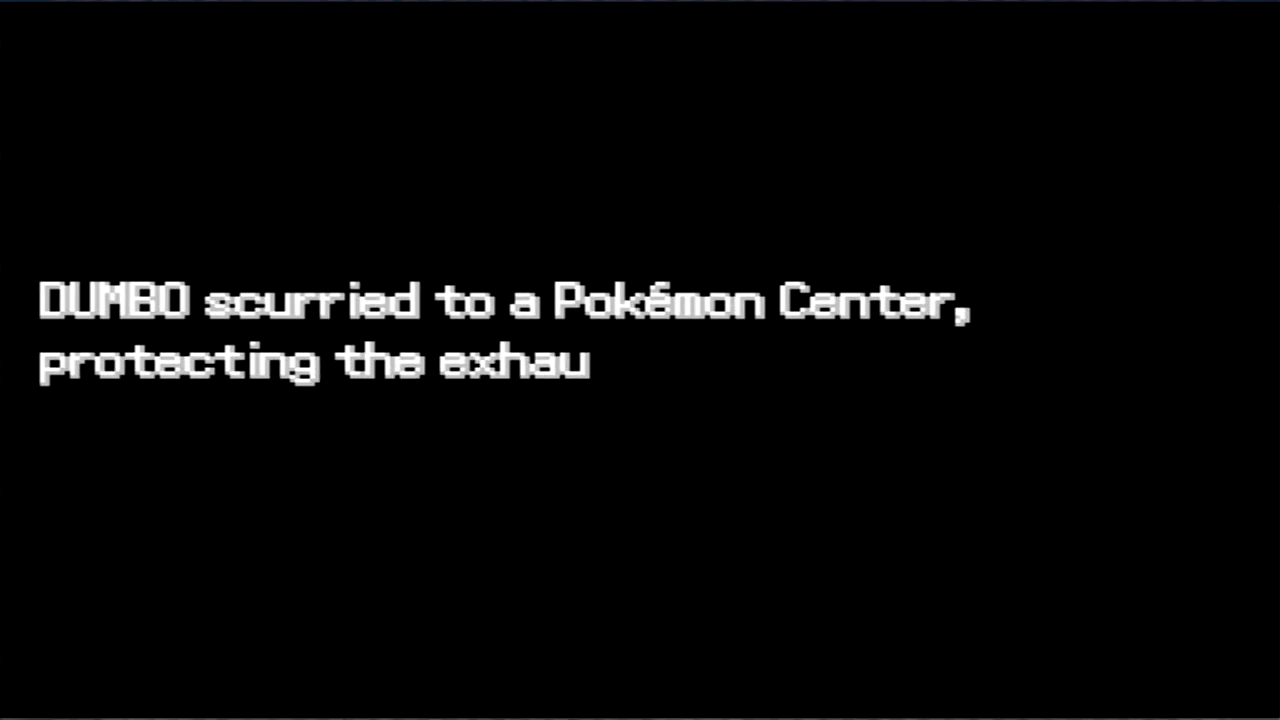 DUMBO scurried to a Pokémon Center,
protecting the exhau